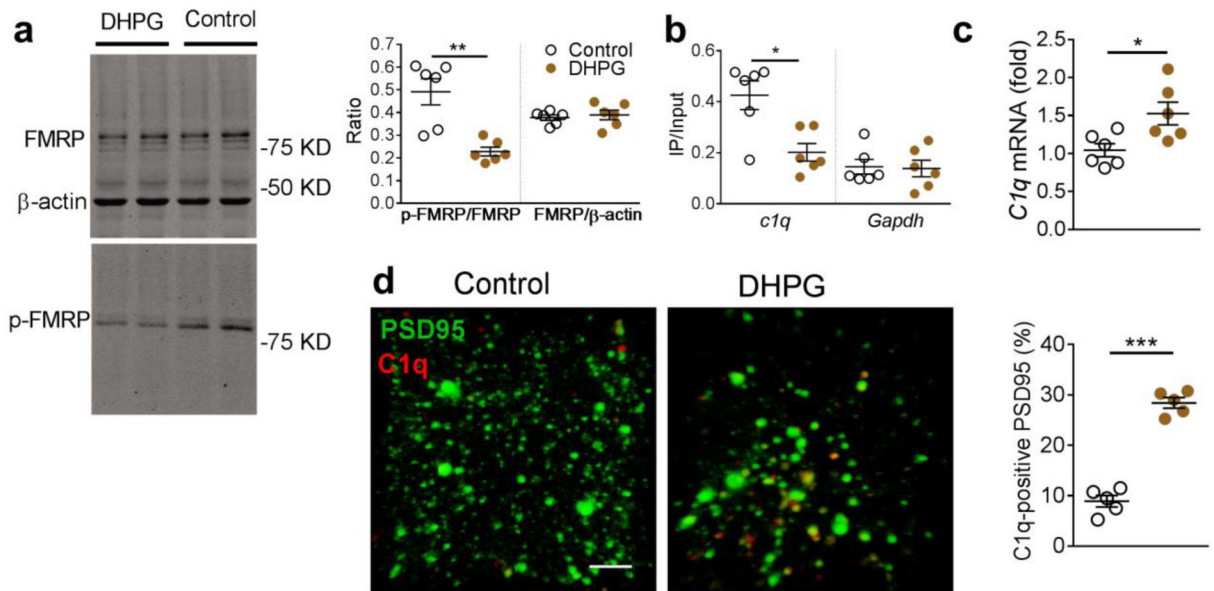 a
DHPG Control
FMRP
-75 KD
-50 KD
β-actin
p-FMRP
-75 KD
Ratio
0.7
0.6
0.5
0.4
0.3
0.2
0.1
0.0
**
Control
DHPG
p-FMRP/FMRP FMRP/β-actin
b
IP/Input
0.6
0.4
0.2
0.0
*
c1q Gapdh
c
C1q mRNA (fold)
2.5
2.0
1.5
1.0
0.5
0.0
*
d
Control DHPG
PSD95
C1q
C1q-positive PSD95 (%)
40
30
20
10
0
***